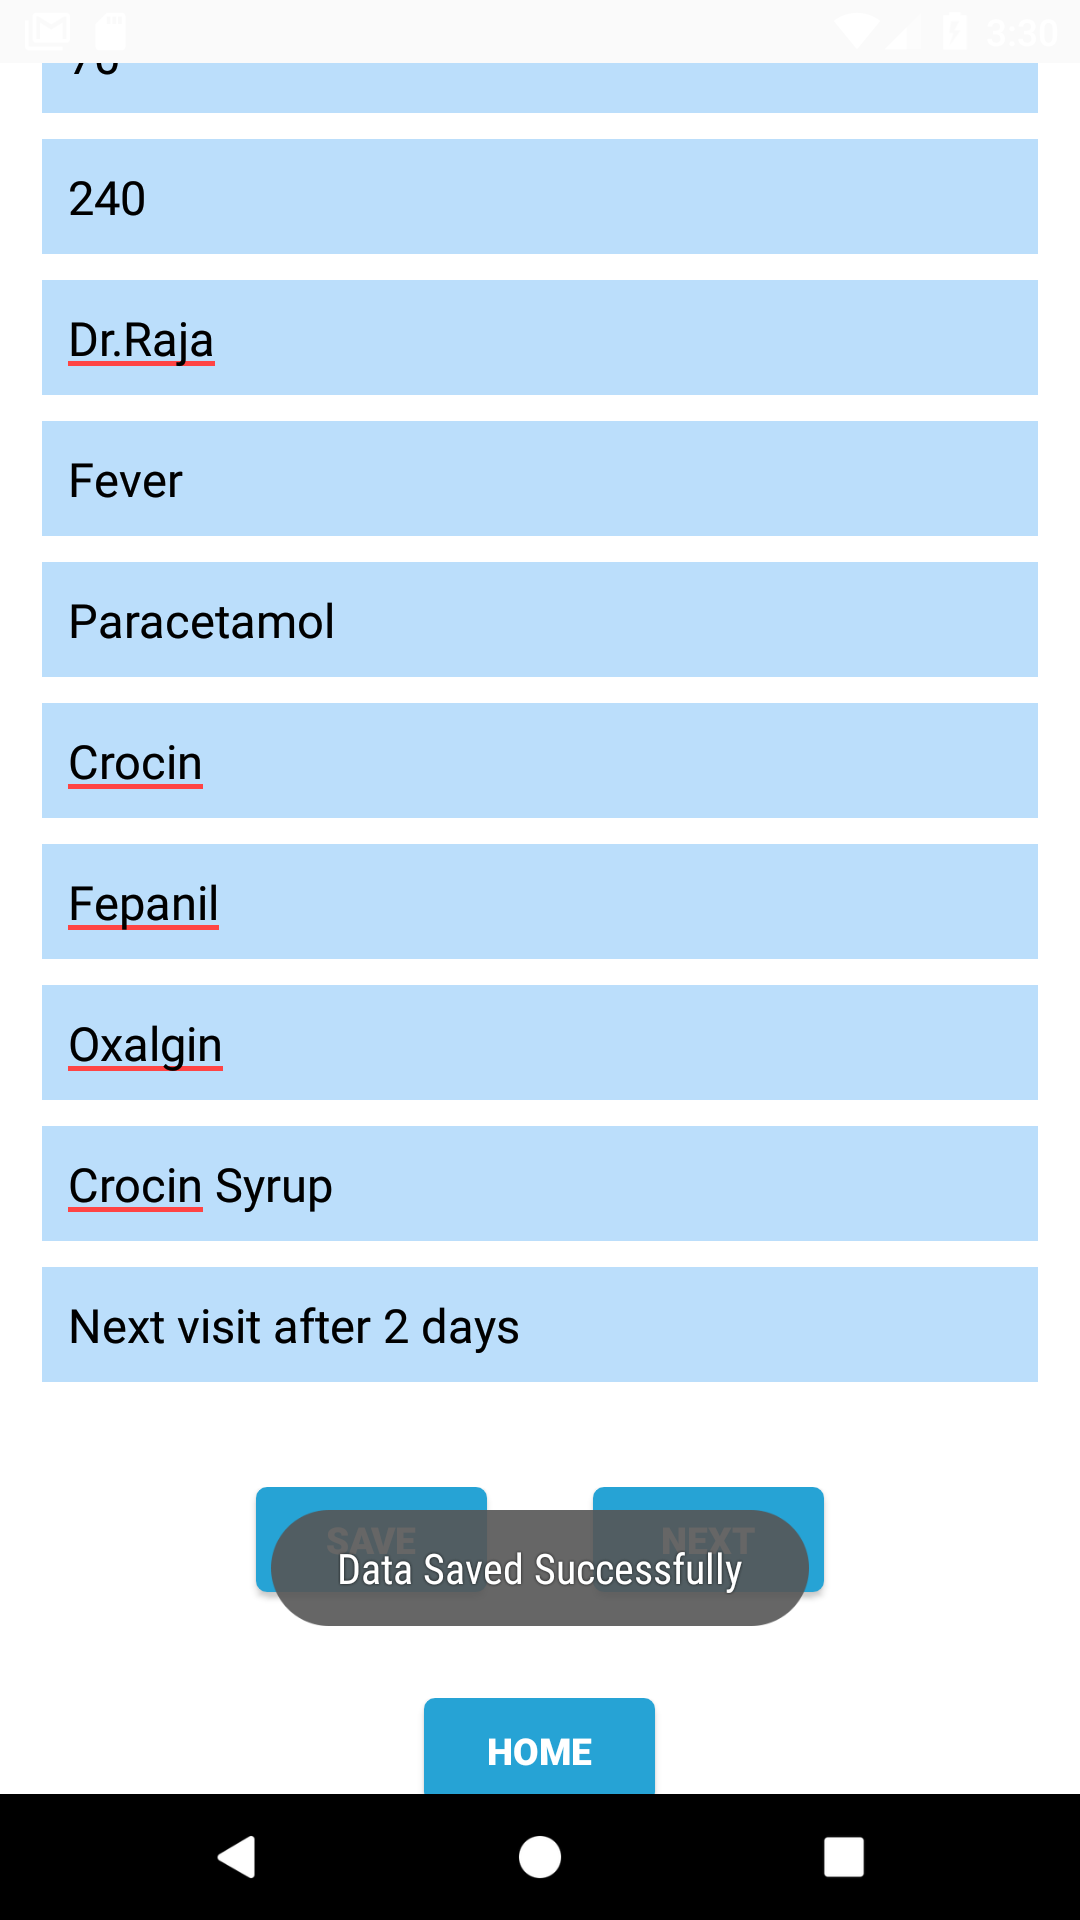 3:30
240
Dr.Raja
Fever
Paracetamol
Crocin
Fepanil
Oxalgin
Crocin Syrup
Next visit after 2 days
SAVE
NEXT
Data Saved Successfully
HOME